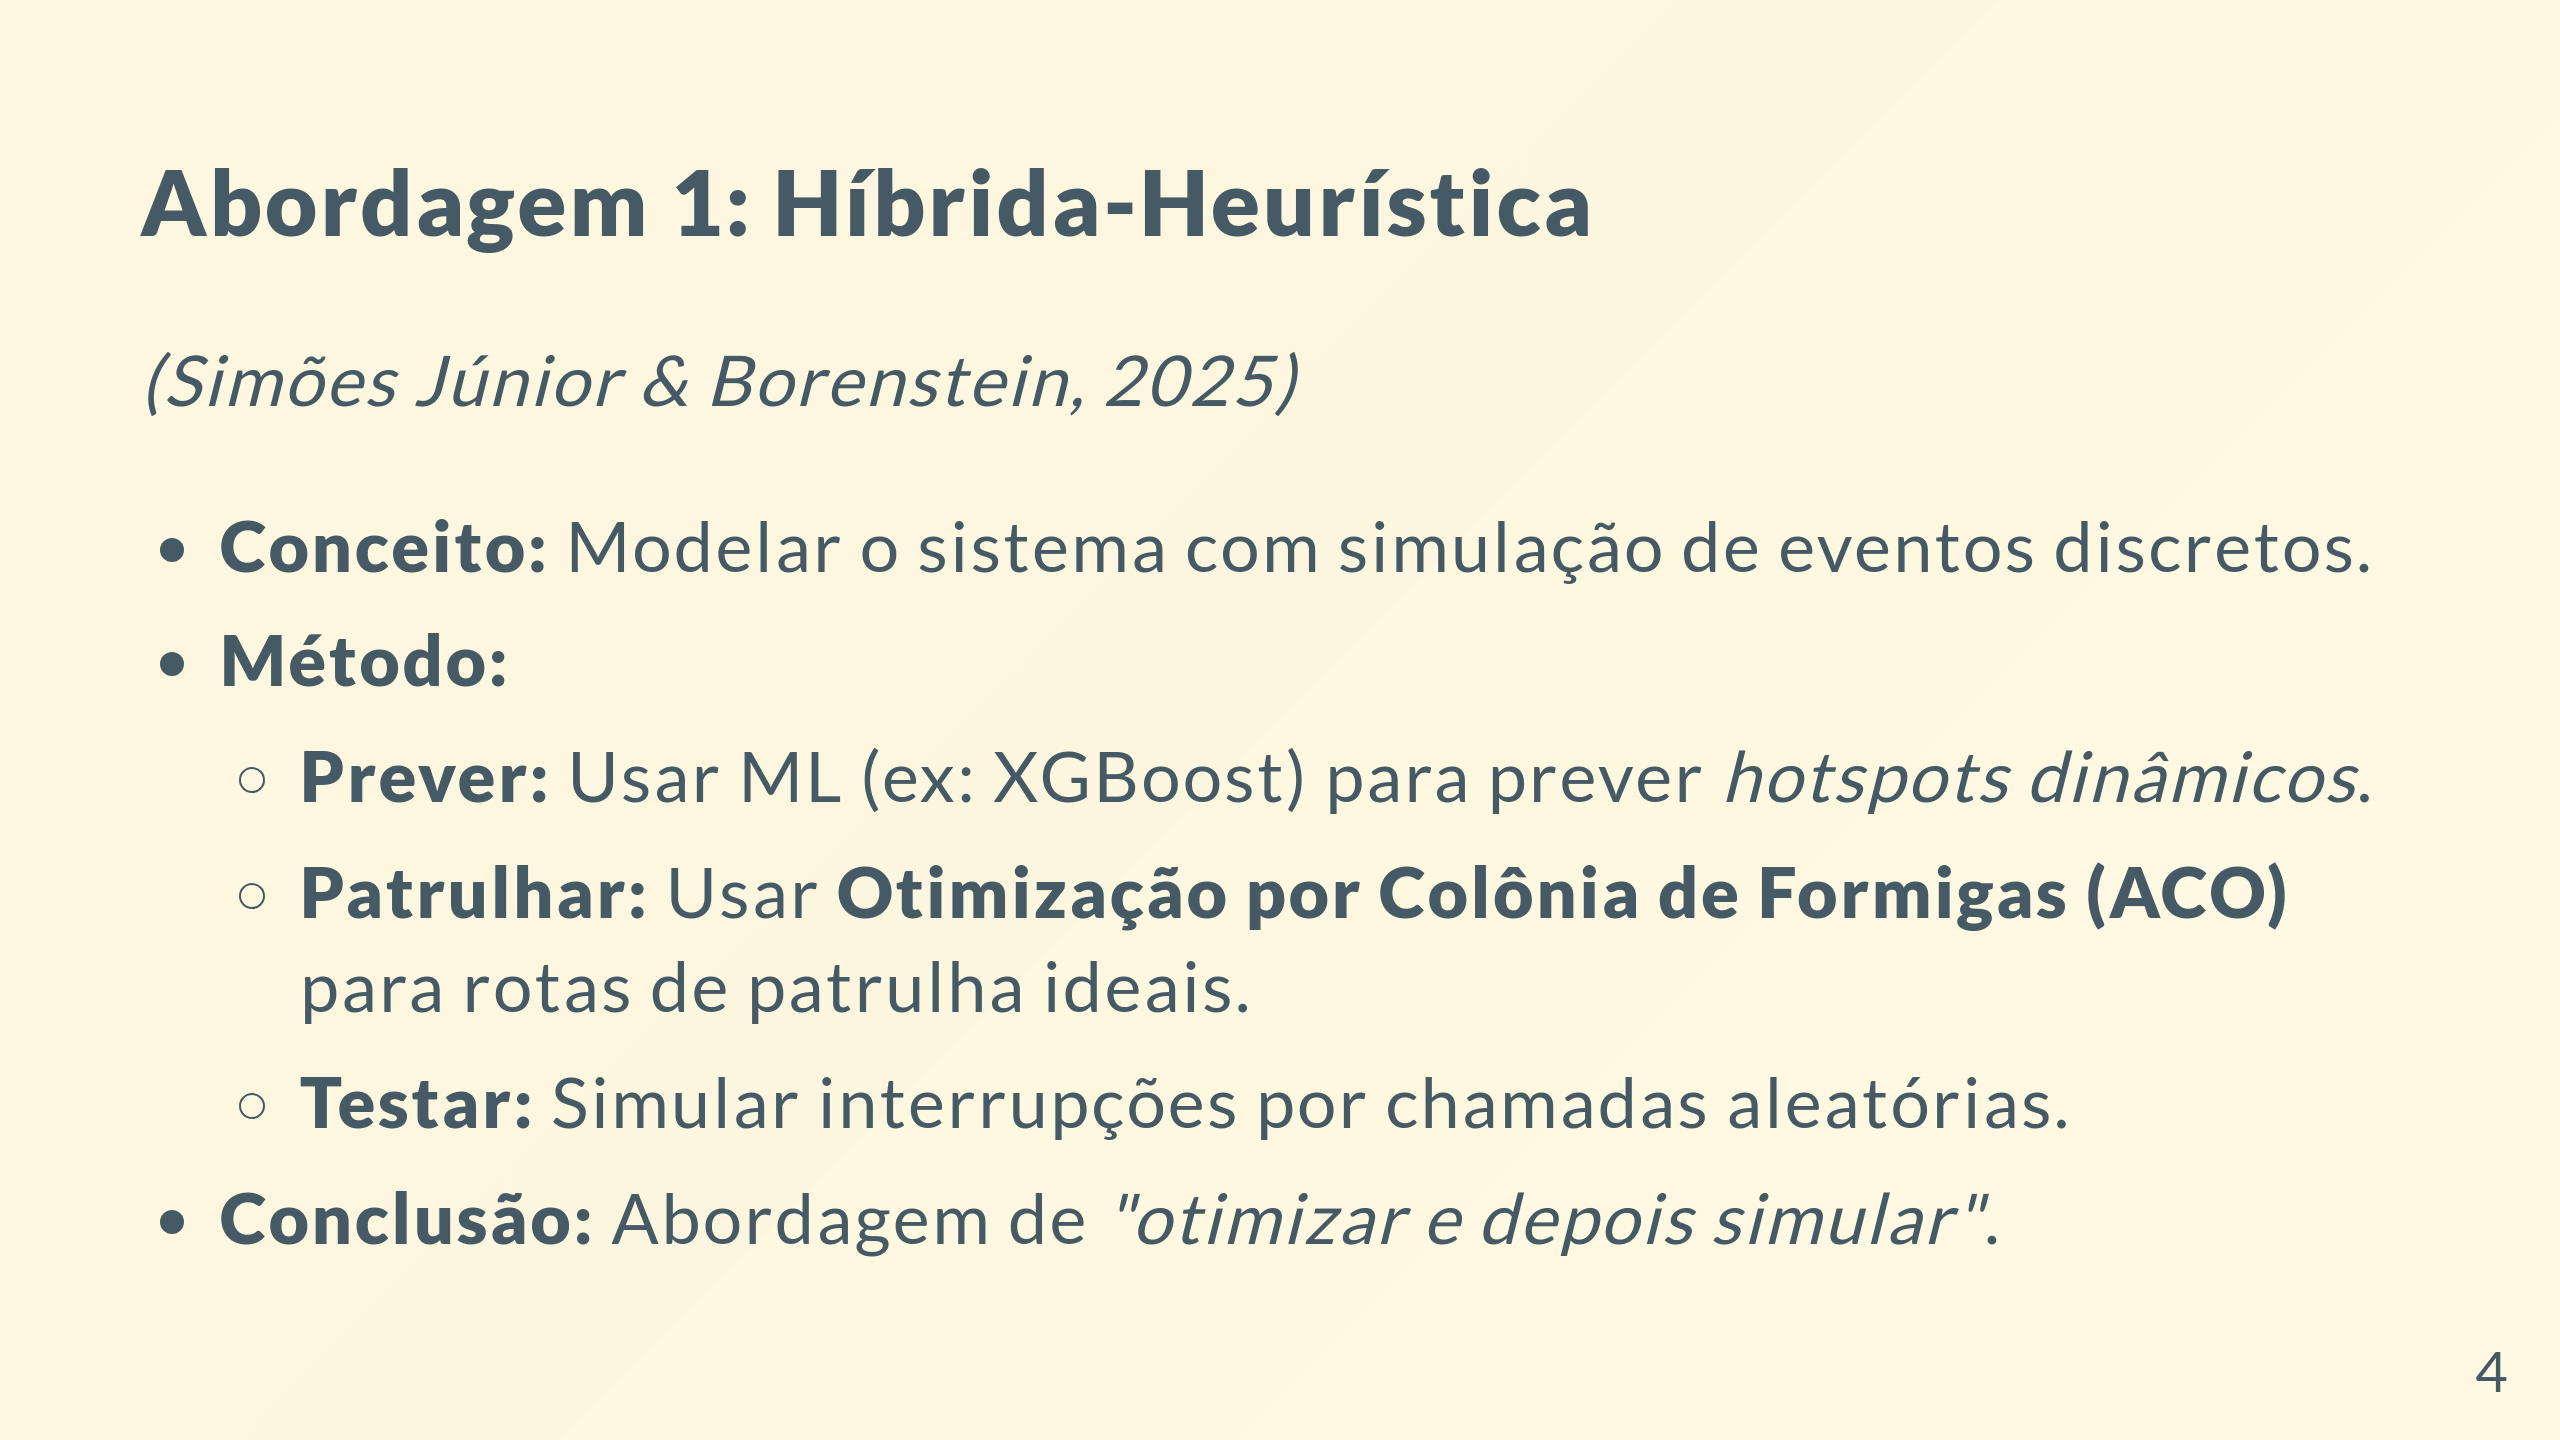 Abordagem 1: Híbrida-Heurística
(Simões Júnior & Borenstein, 2025)
• Conceito: Modelar o sistema com simulação de eventos discretos.
• Método:
○ Prever: Usar ML (ex: XGBoost) para prever hotspots dinâmicos.
○ Patrulhar: Usar Otimização por Colônia de Formigas (ACO)
para rotas de patrulha ideais.
○ Testar: Simular interrupções por chamadas aleatórias.
• Conclusão: Abordagem de "otimizar e depois simular".
4